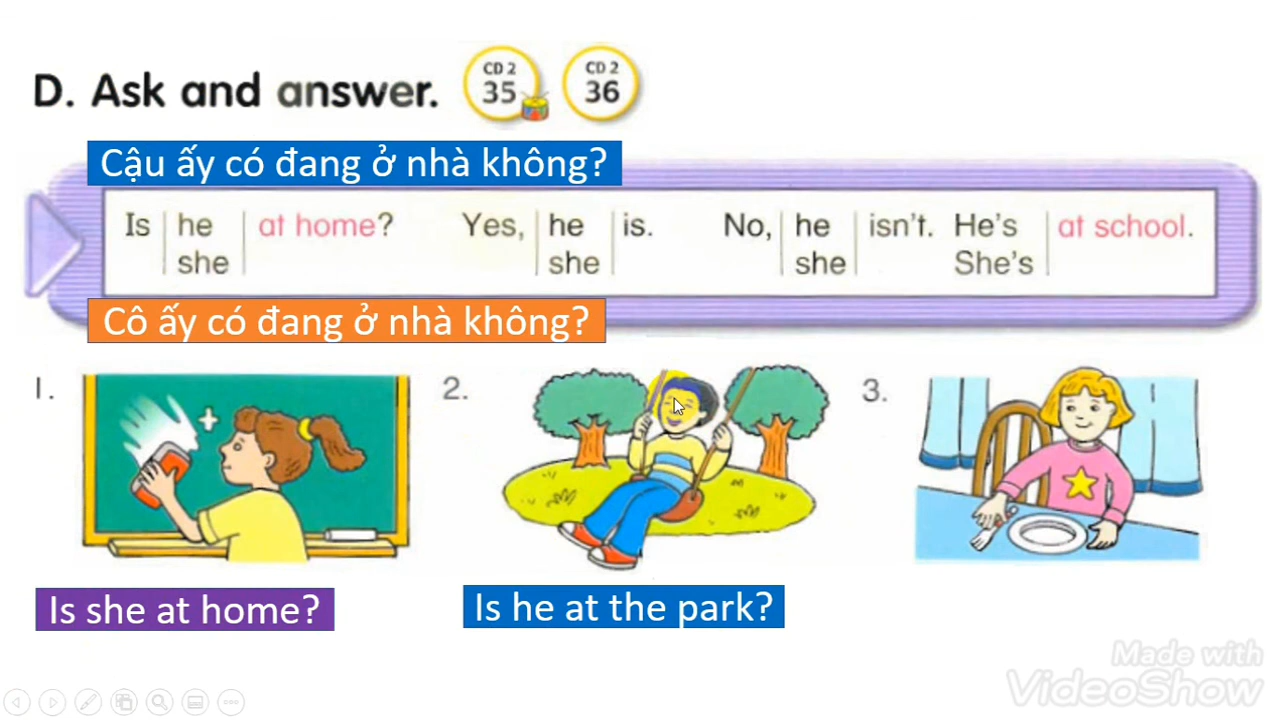 D. Ask and answer. CD 2 35 CD 2 36
Cậu ấy có đang ở nhà không?
Is he at home? Yes, he is. No, he isn't. He's at school.
she she she She's
Cô ấy có đang ở nhà không?
1. 2. 3.
Is she at home? Is he at the park?
Made with
VideoShow